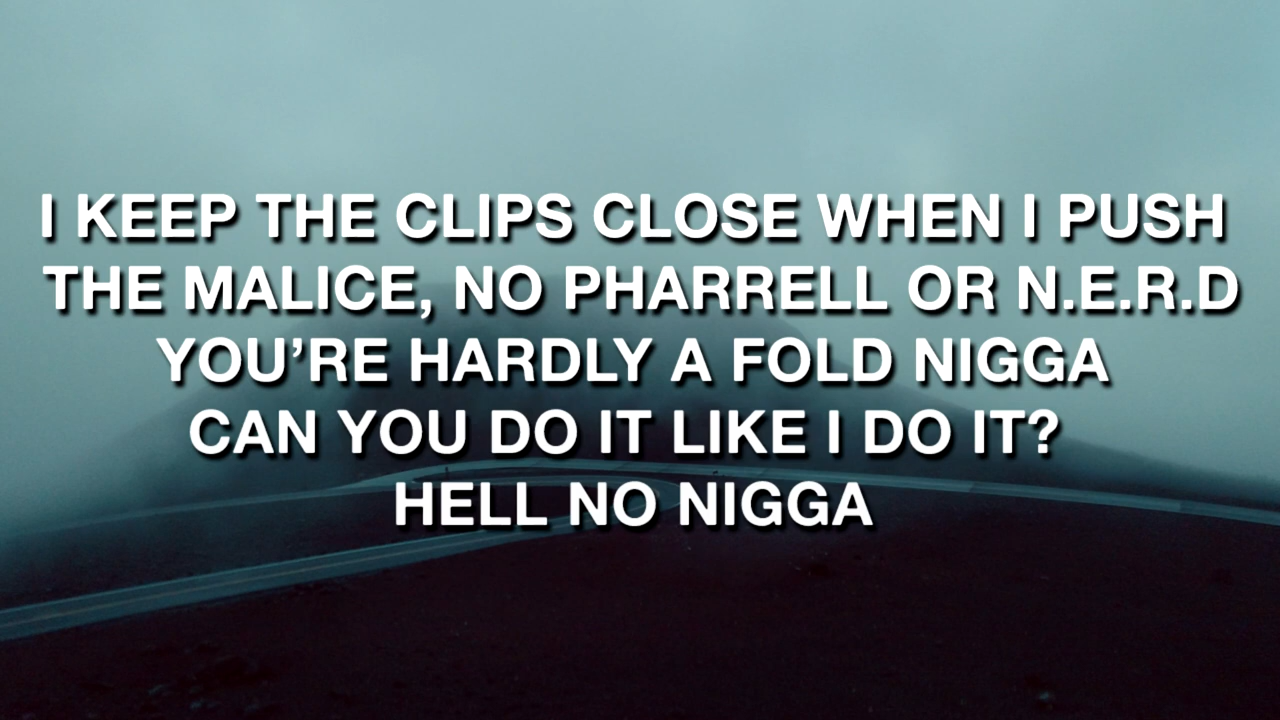 I KEEP THE CLIPS CLOSE WHEN I PUSH
THE MALICE, NO PHARRELL OR N.E.R.D
YOU’RE HARDLY A FOLD NIGGA
CAN YOU DO IT LIKE I DO IT?
HELL NO NIGGA